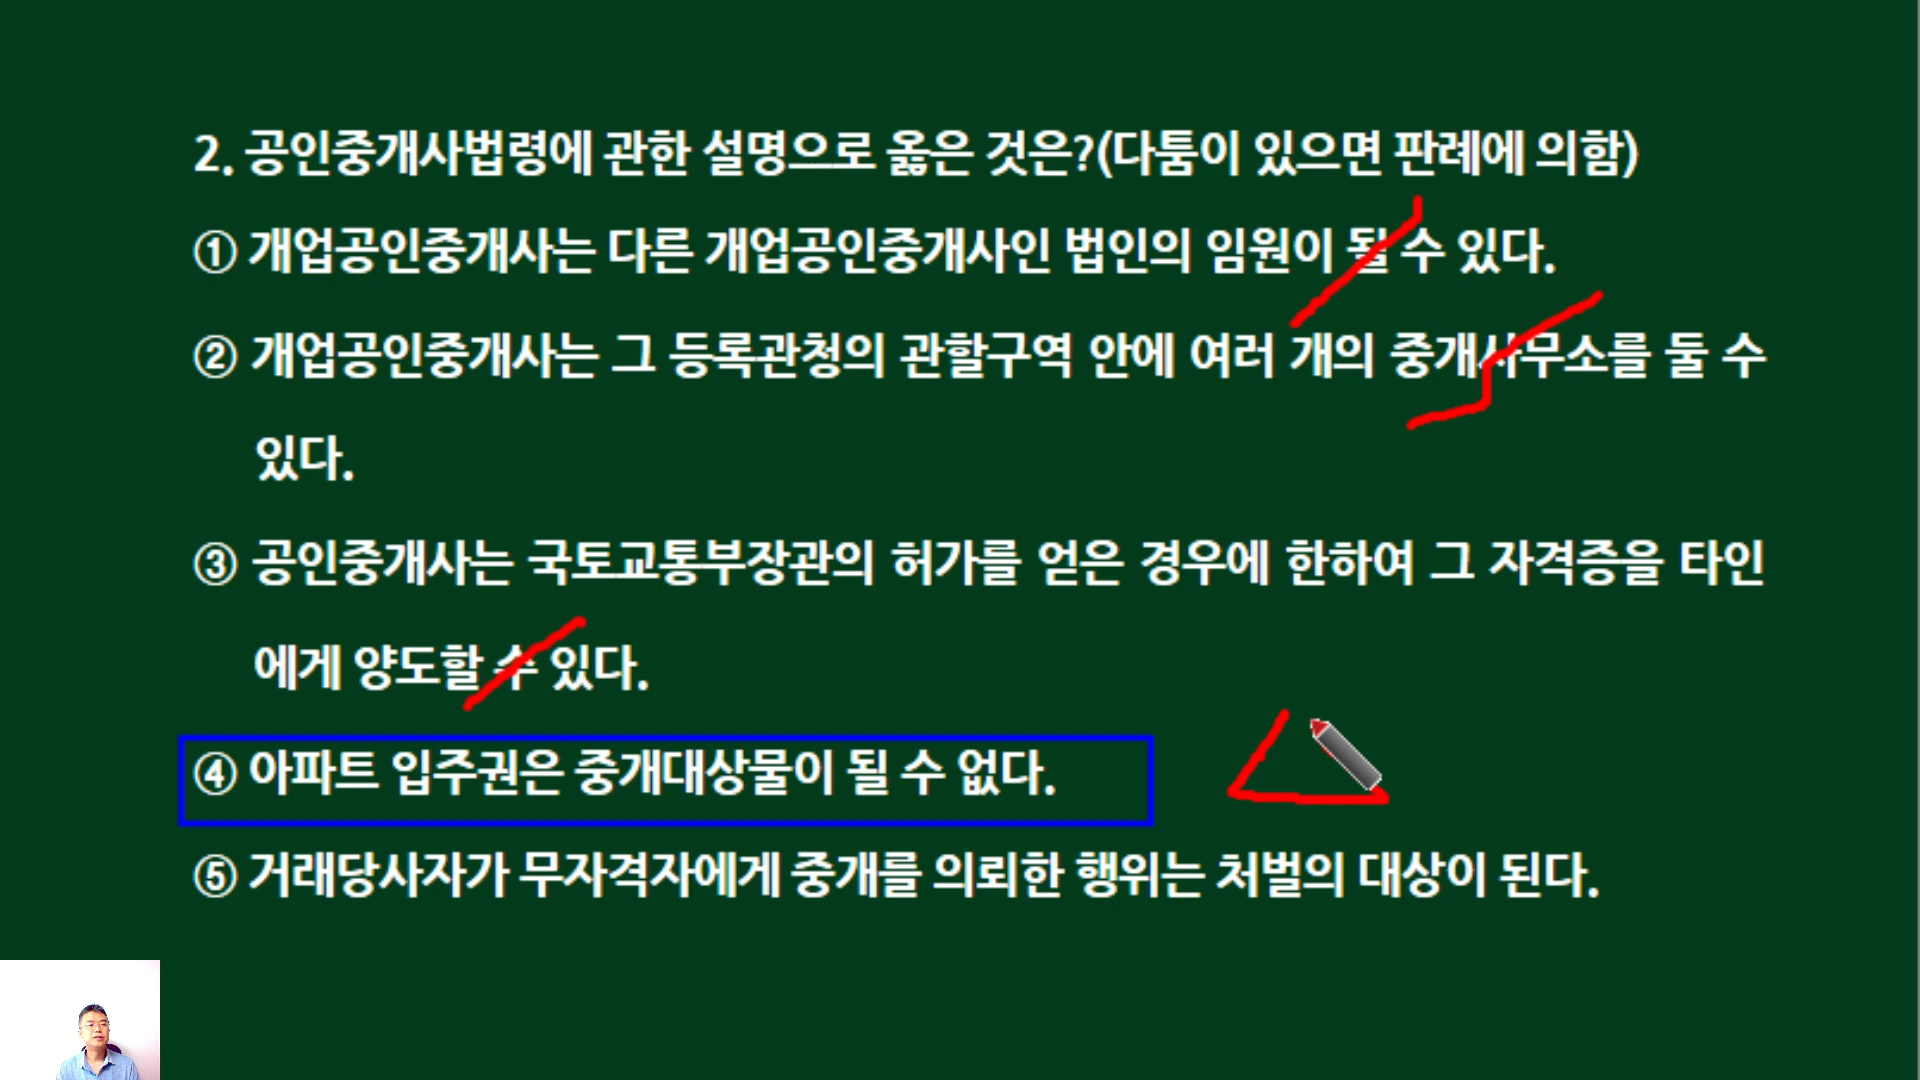 2. 공인중개사법령에 관한 설명으로 옳은 것은?(다툼이 있으면 판례에 의함)
① 개업공인중개사는 다른 개업공인중개사인 법인의 임원이 될 수 있다.
② 개업공인중개사는 그 등록관청의 관할구역 안에 여러 개의 중개사무소를 둘 수
있다.
③ 공인중개사는 국토교통부장관의 허가를 얻은 경우에 한하여 그 자격증을 타인
에게 양도할 수 있다.
④ 아파트 입주권은 중개대상물이 될 수 없다.
⑤ 거래당사자가 무자격자에게 중개를 의뢰한 행위는 처벌의 대상이 된다.